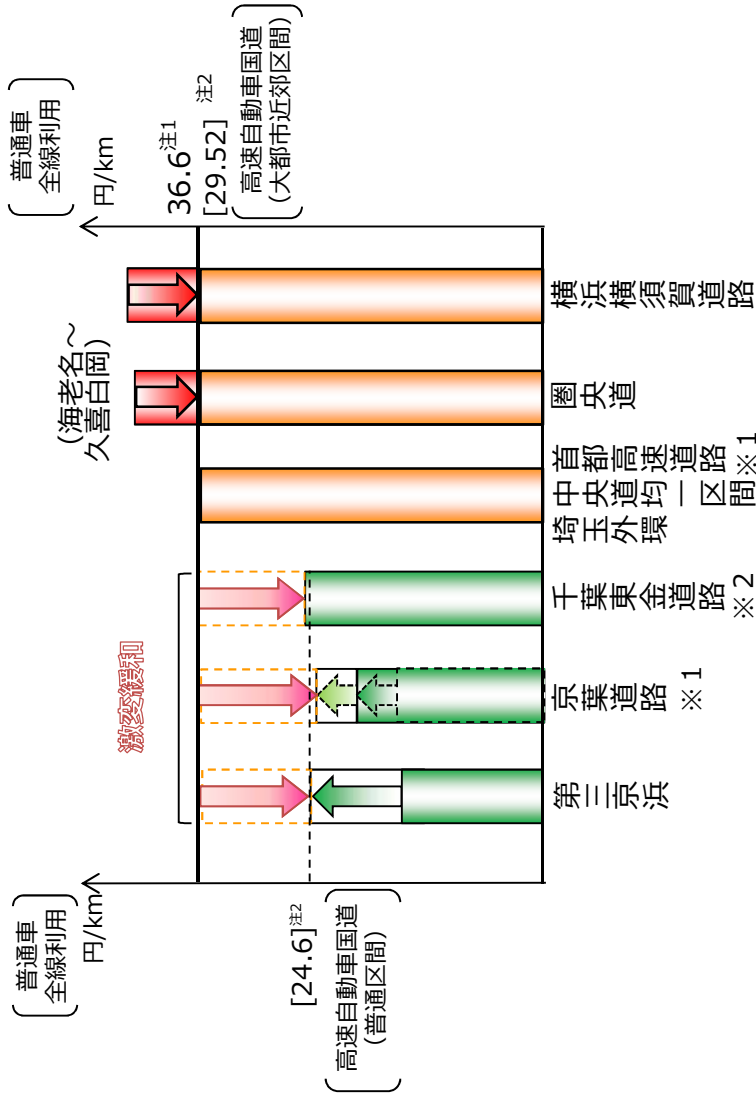 普通車
全線利用
円/km
[24.6]注2
高速自動車国道
(普通区間)
激変緩和
(海老名～
久喜白岡)
普通車
全線利用
円/km
36.6注1
[29.52]注2
高速自動車国道
(大都市近郊区間)
第三京浜
京葉道路
※1
千葉東金道路
※2
首都高速道路※1
中央道均一区間
埼玉外環
圏央道
横浜横須賀道路